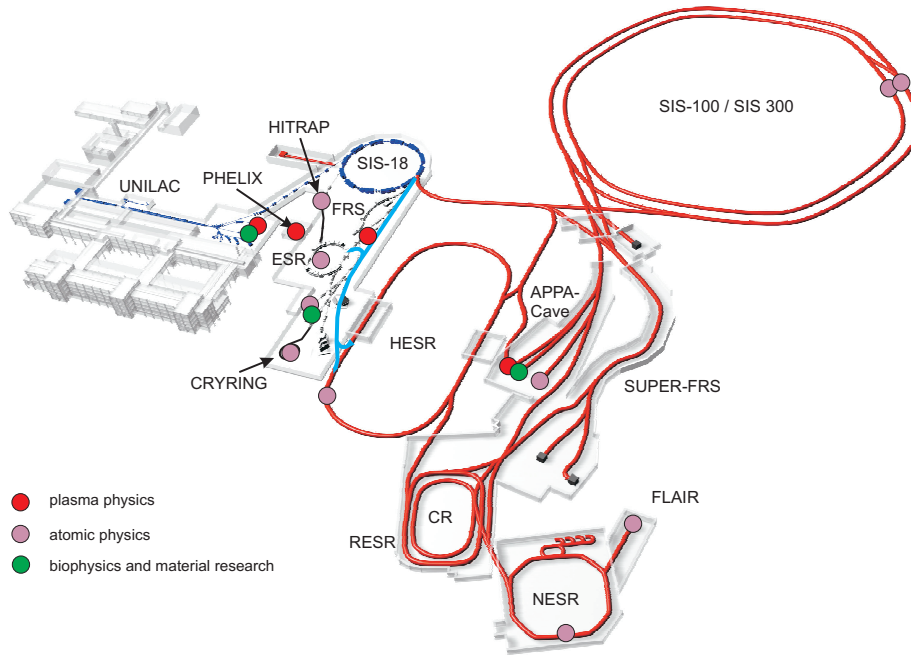 SIS-100 / SIS 300
HITRAP
SIS-18
PHELIX
UNILAC
FRS
ESR
APPA-
Cave
HESR
CRYRING
SUPER-FRS
plasma physics
atomic physics
biophysics and material research
FLAIR
CR
RESR
NESR